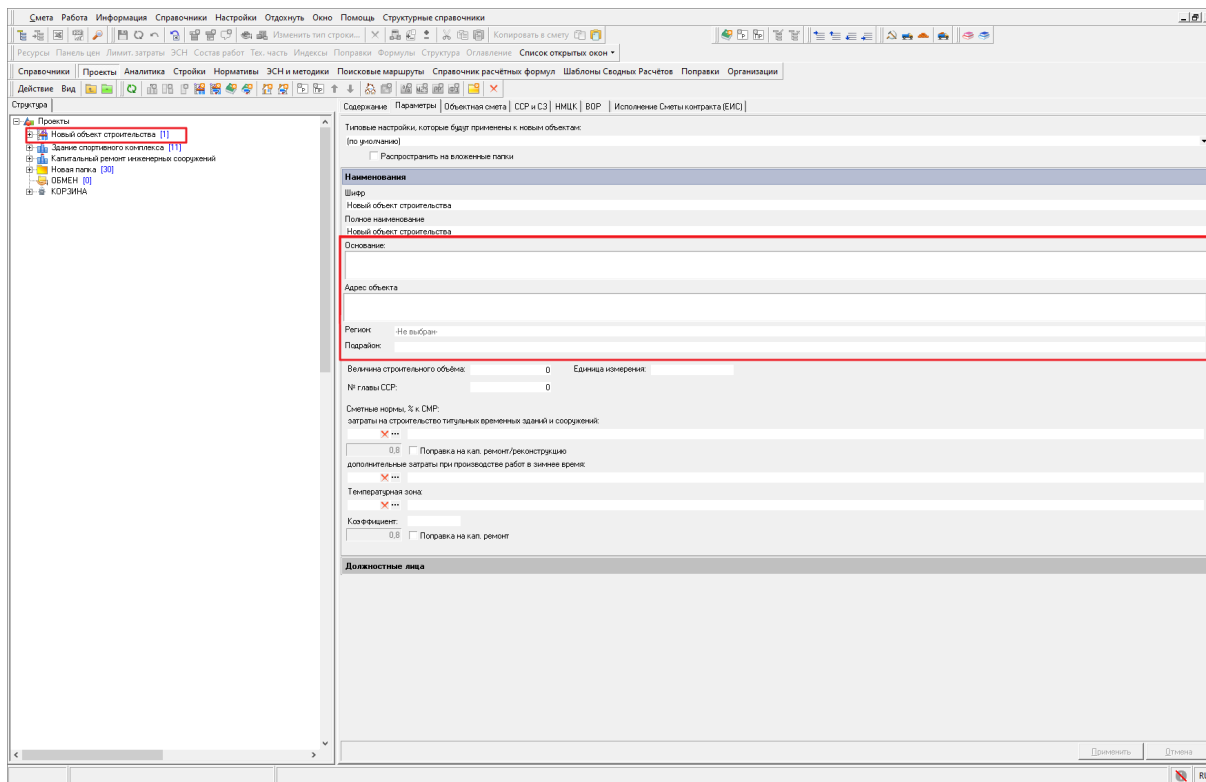 Смета Работа Информация Справочники Настройки Отдохнуть Окно Помощь Структурные справочники
Изменить тип строки... Копировать в смету
Ресурсы Панель цен Лимит. затраты ЭСН Состав работ Тех. часть Индексы Поправки Формулы Структура Оглавление Список открытых окон
Справочники Проекты Аналитика Стройки Нормативы ЭСН и методики Поисковые маршруты Справочник расчётных формул Шаблоны Сводных Расчётов Поправки Организации
Действие Вид
Структура
Содержание Параметры Объектная смета ССР и СЗ НМЦК ВОР Исполнение Сметы контракта (ЕИС)
Проекты
Новый объект строительства [1]
Здание спортивного комплекса [11]
Капитальный ремонт инженерных сооружений
Новая папка [30]
ОБМЕН [0]
КОРЗИНА
Типовые настройки, которые будут применены к новым объектам:
(по умолчанию)
Распространить на вложенные папки
Наименования
Шифр
Новый объект строительства
Полное наименование
Новый объект строительства
Основание:
Адрес объекта
Регион: -Не выбран-
Подрайон:
Величина строительного объёма: 0 Единица измерения:
№ главы ССР: 0
Сметные нормы, % к СМР:
затраты на строительство титульных временных зданий и сооружений:
0,8 Поправка на кап. ремонт/реконструкцию
дополнительные затраты при производстве работ в зимнее время:
Температурная зона:
Коэффициент:
0,8 Поправка на кап. ремонт
Должностные лица
Применить Отмена
RU